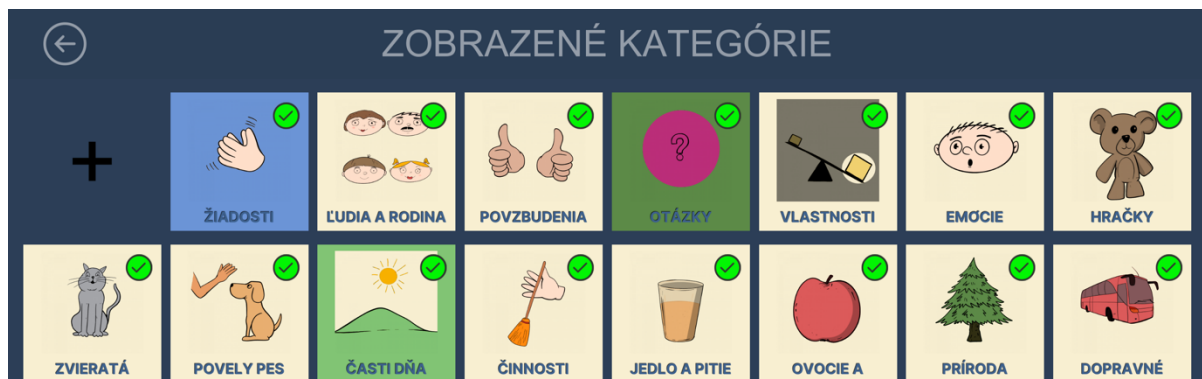 ZOBRAZENÉ KATEGÓRIE
+
?
ŽIADOSTI
ĽUDIA A RODINA
POVZBUDENIA
OTÁZKY
VLASTNOSTI
EMÓCIE
HRAČKY
ZVIERATÁ
POVELY PES
ČASTI DŇA
ČINNOSTI
JEDLO A PITIE
OVOCIE A
PRÍRODA
DOPRAVNÉ